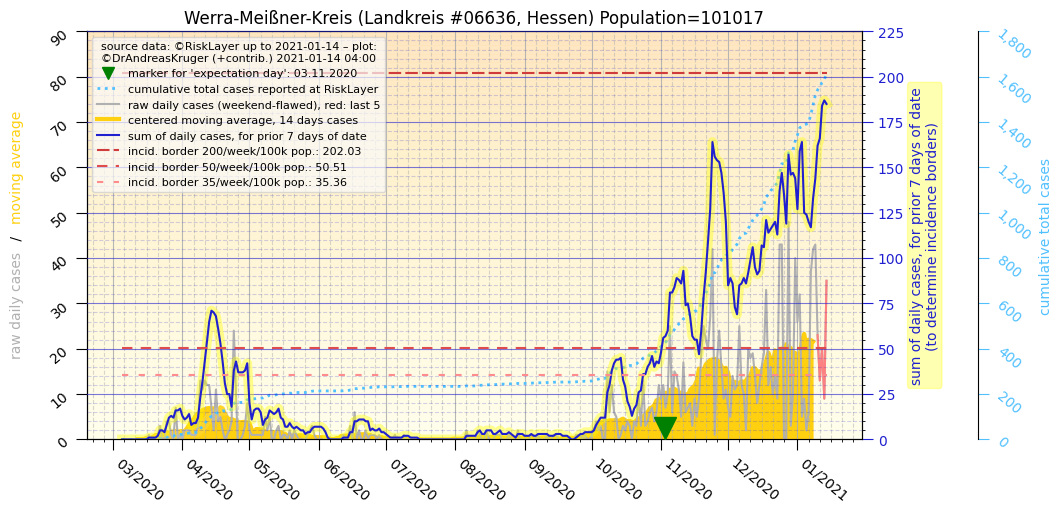 Werra-Meißner-Kreis (Landkreis #06636, Hessen) Population=101017
source data: ©RiskLayer up to 2021-01-14 – plot:
©DrAndreasKruger (+contrib.) 2021-01-14 04:00
marker for 'expectation day': 03.11.2020
cumulative total cases reported at RiskLayer
raw daily cases (weekend-flawed), red: last 5
centered moving average, 14 days cases
sum of daily cases, for prior 7 days of date
incid. border 200/week/100k pop.: 202.03
incid. border 50/week/100k pop.: 50.51
incid. border 35/week/100k pop.: 35.36
raw daily cases / moving average
90
80
70
60
50
40
30
20
10
0
03/2020
04/2020
05/2020
06/2020
07/2020
08/2020
09/2020
10/2020
11/2020
12/2020
01/2021
225
200
175
150
125
100
75
50
25
0
sum of daily cases, for prior 7 days of date
(to determine incidence borders)
1,800
1,600
1,400
1,200
1,000
800
600
400
200
0
cumulative total cases